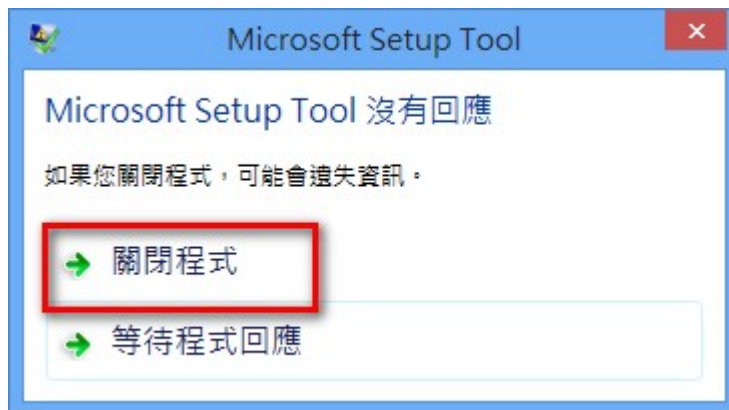 Microsoft Setup Tool
Microsoft Setup Tool 沒有回應
如果您關閉程式，可能會遺失資訊。
關閉程式
等待程式回應